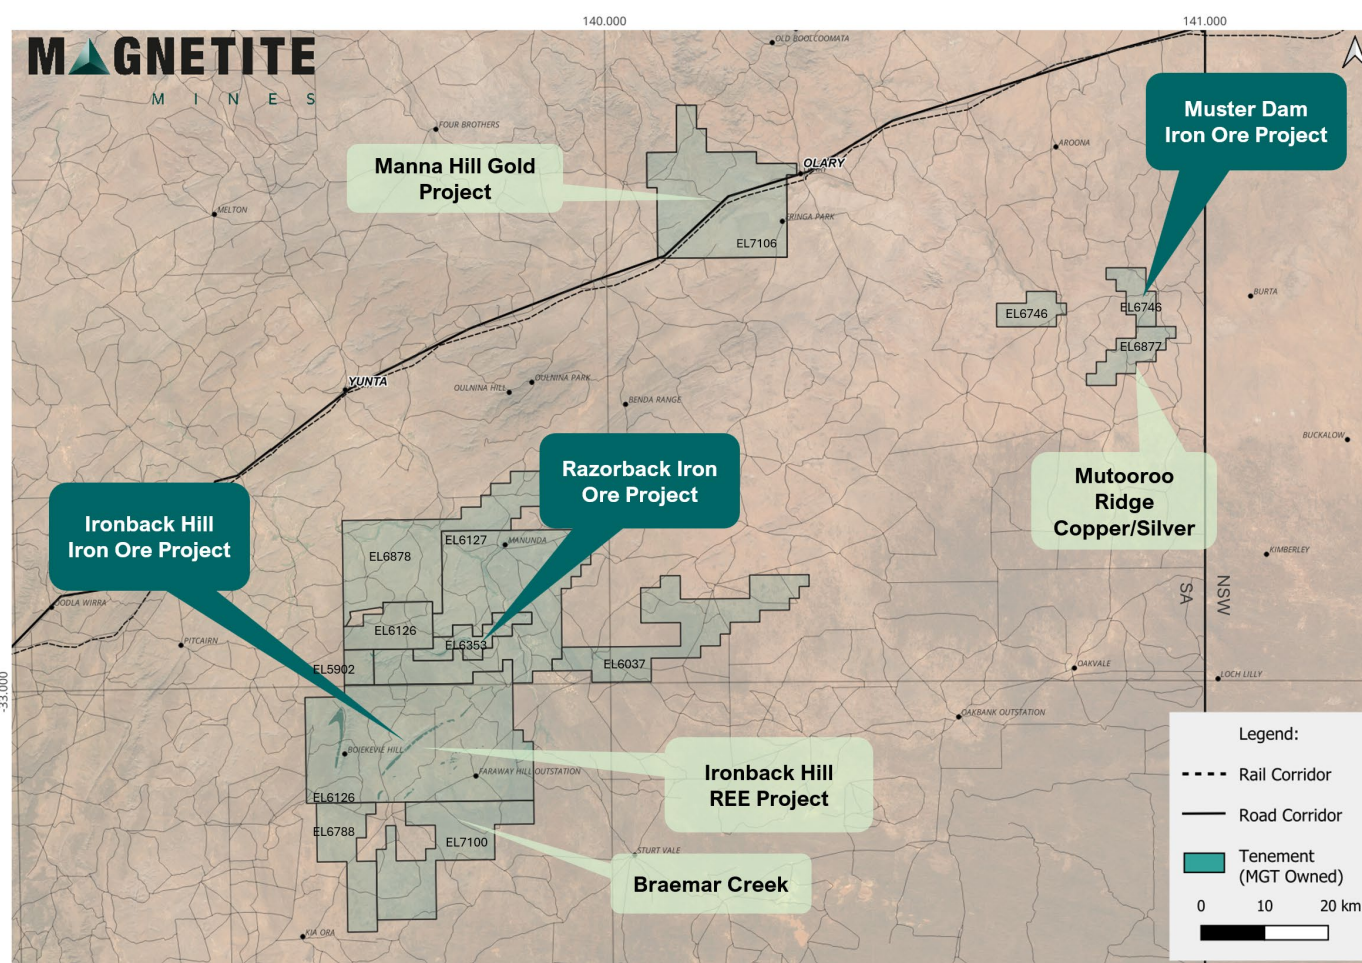 140.000
141.000
MAGNETITE
MINES
OLD BOOLCOOMATA
Muster Dam
Iron Ore Project
FOUR BROTHERS
AROONA
Manna Hill Gold
Project
OLARY
MELTON
ERINGA PARK
EL7106
BURTA
EL6746
EL6746
EL6877
YUNTA
OULNINA PARK
OULNINA HILL
BENDA RANGE
BUCKALOW
Razorback Iron
Ore Project
Mutooroo
Ridge
Copper/Silver
Ironback Hill
Iron Ore Project
EL6127
MANUNDA
EL6878
KIMBERLEY
SA
NSW
OODLA WIRRA
EL6126
PITCAIRN
EL6353
EL5902
EL6037
OAKVALE
LOCH LILLY
-33.000
OAKBANK OUTSTATION
BOIEKEVIE HILL
FARAWAY HILL OUTSTATION
Ironback Hill
REE Project
EL6126
EL6788
EL7100
STURT VALE
Braemar Creek
KIA ORA
Legend:
Rail Corridor
Road Corridor
Tenement
(MGT Owned)
0 10 20 km